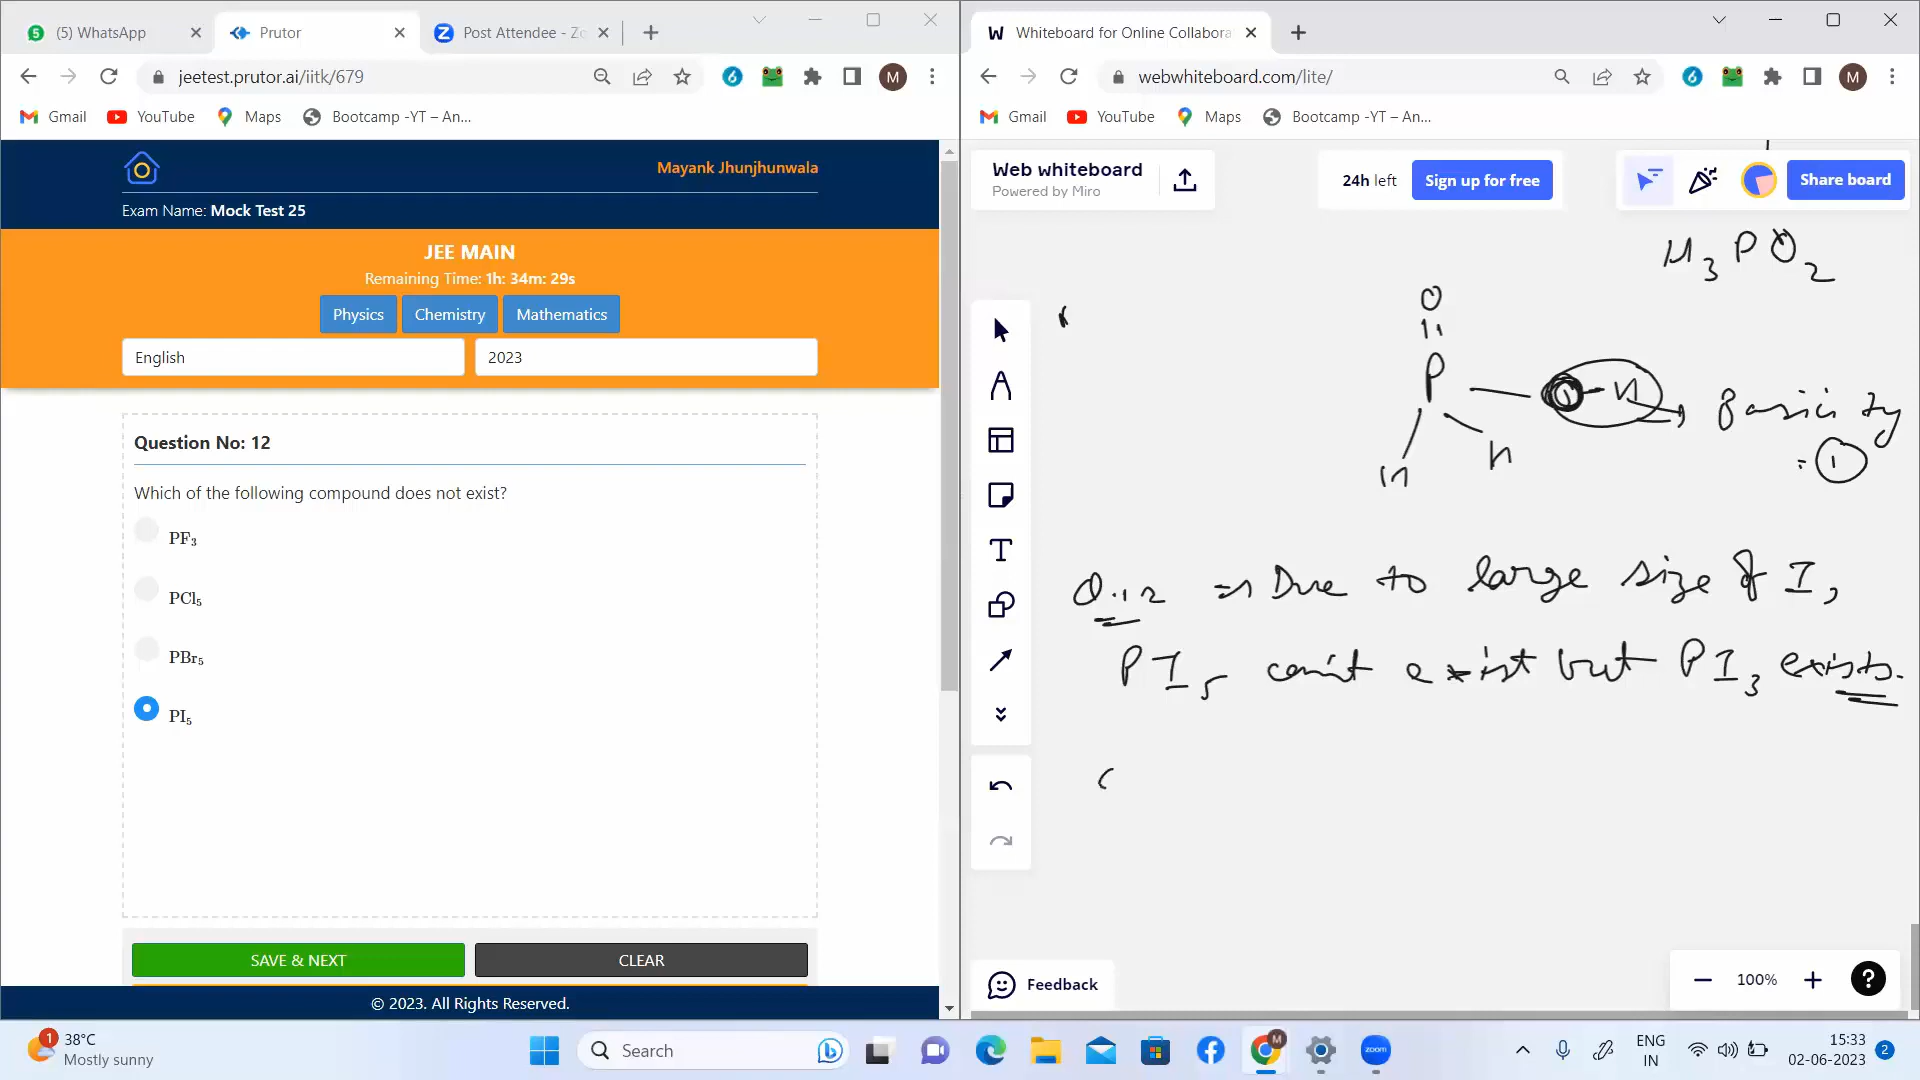 (5) WhatsApp
Prutor
Post Attendee - Zo
jeetest.prutor.ai/iitk/679
M
Gmail
YouTube
Maps
Bootcamp -YT – An...
Mayank Jhunjhunwala
Exam Name: Mock Test 25
JEE MAIN
Remaining Time: 1h: 34m: 29s
Physics
Chemistry
Mathematics
English
2023
Question No: 12
Which of the following compound does not exist?
PF₃
PCl₅
PBr₅
PI₅
SAVE & NEXT
CLEAR
© 2023. All Rights Reserved.
Whiteboard for Online Collabora
webwhiteboard.com/lite/
M
Gmail
YouTube
Maps
Bootcamp -YT – An...
Web whiteboard
Powered by Miro
24h left
Sign up for free
Share board
H₃PO₂
O
P
O-H
H
H
Basicity
= 1
Q.12 ⇒ Due to large size of I,
PI₅ can't exist but PI₃ exists.
Feedback
100%
1
38°C
Mostly sunny
Search
zoom
ENG
IN
15:33
02-06-2023
2